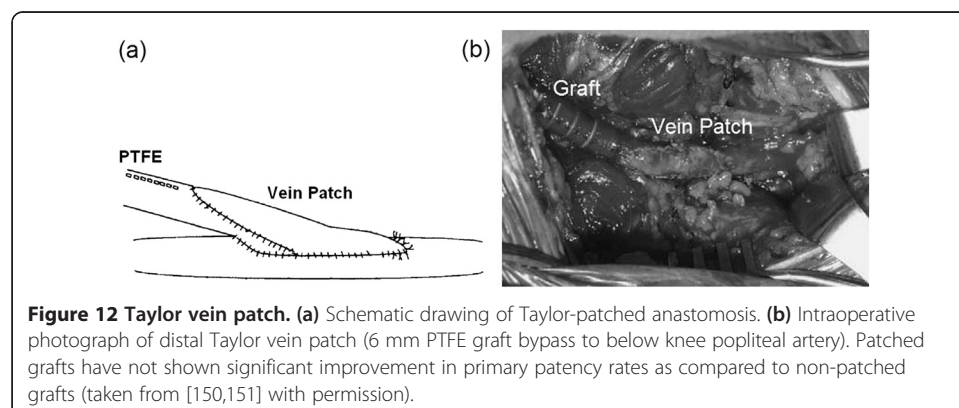 (a)
(b)
PTFE
Vein Patch
Graft
Vein Patch
Figure 12 Taylor vein patch. (a) Schematic drawing of Taylor-patched anastomosis. (b) Intraoperative
photograph of distal Taylor vein patch (6 mm PTFE graft bypass to below knee popliteal artery). Patched
grafts have not shown significant improvement in primary patency rates as compared to non-patched
grafts (taken from [150,151] with permission).